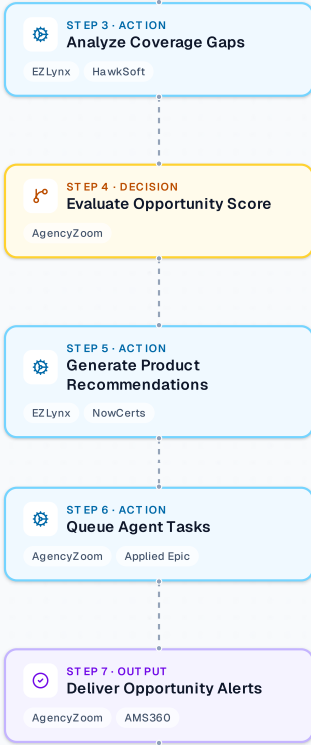 STEP 3 · ACTION
Analyze Coverage Gaps
EZLynx HawkSoft
STEP 4 · DECISION
Evaluate Opportunity Score
AgencyZoom
STEP 5 · ACTION
Generate Product
Recommendations
EZLynx NowCerts
STEP 6 · ACTION
Queue Agent Tasks
AgencyZoom Applied Epic
STEP 7 · OUTPUT
Deliver Opportunity Alerts
AgencyZoom AMS360